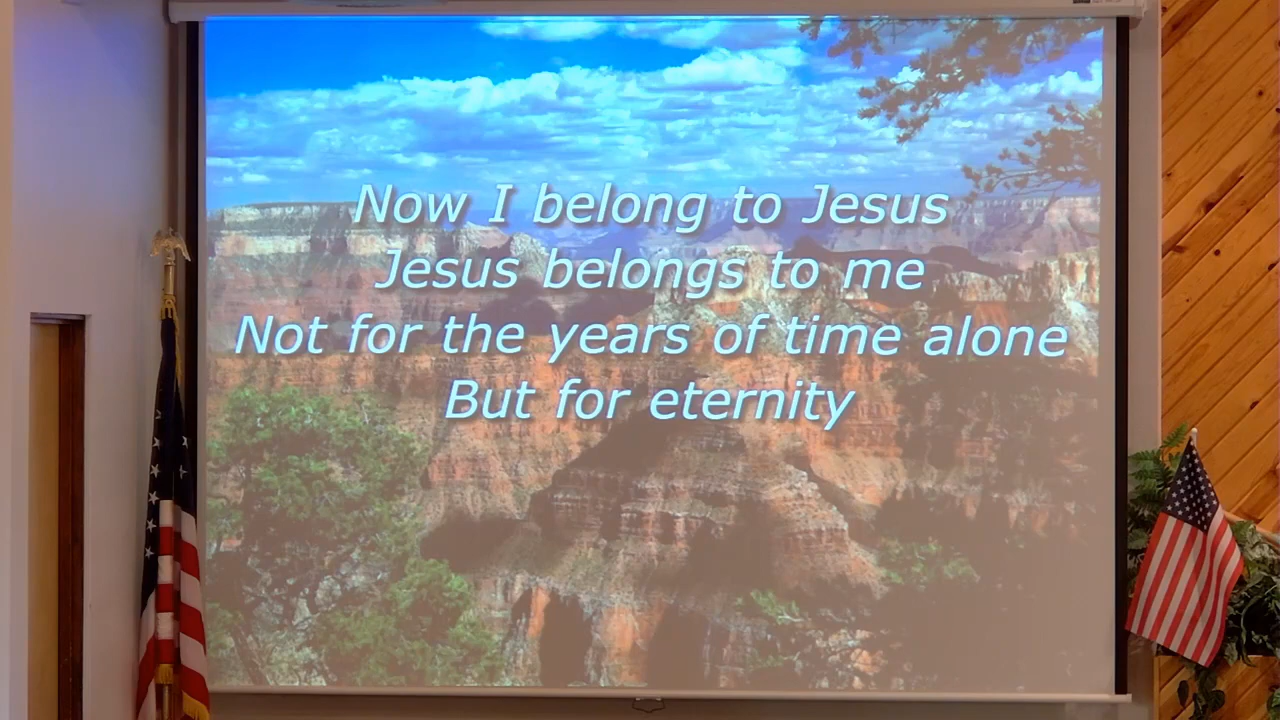 Now I belong to Jesus
Jesus belongs to me
Not for the years of time alone
But for eternity